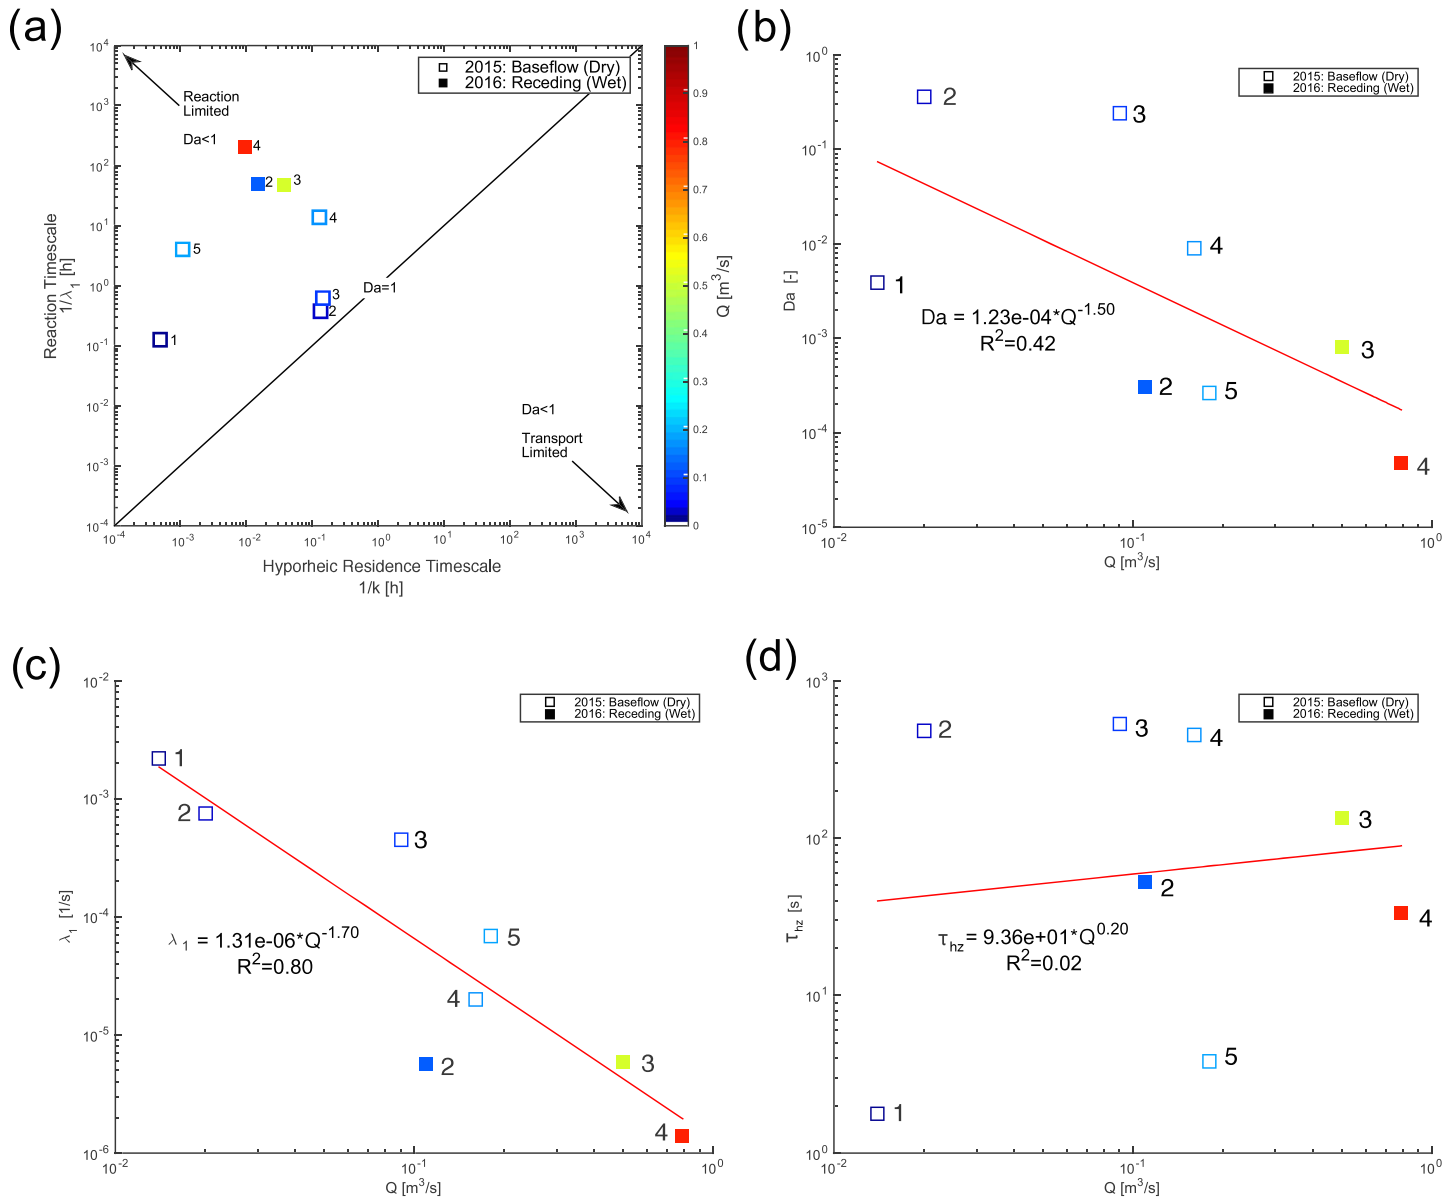 (a)
10^4
10^3
10^2
10^1
10^0
10^-1
10^-2
10^-3
10^-4
Reaction Timescale
1/λ1 [h]
2015: Baseflow (Dry)
2016: Receding (Wet)
Reaction
Limited
Da<1
4
2
3
4
5
3
2
1
Da=1
Da<1
Transport
Limited
10^-4
10^-3
10^-2
10^-1
10^0
10^1
10^2
10^3
10^4
Hyporheic Residence Timescale
1/k [h]
1
0.9
0.8
0.7
0.6
0.5
0.4
0.3
0.2
0.1
0
Q [m^3/s]
(b)
10^0
10^-1
10^-2
10^-3
10^-4
10^-5
Da [-]
2015: Baseflow (Dry)
2016: Receding (Wet)
2
3
4
1
Da = 1.23e-04*Q^-1.50
R^2=0.42
3
2
5
4
10^-2
10^-1
10^0
Q [m^3/s]
(c)
10^-2
10^-3
10^-4
10^-5
10^-6
λ1 [1/s]
2015: Baseflow (Dry)
2016: Receding (Wet)
1
2
3
5
λ1 = 1.31e-06*Q^-1.70
R^2=0.80
4
2
3
4
10^-2
10^-1
10^0
Q [m^3/s]
(d)
10^3
10^2
10^1
10^0
τhz [s]
2015: Baseflow (Dry)
2016: Receding (Wet)
2
3
4
3
2
4
τhz= 9.36e+01*Q^0.20
R^2=0.02
5
1
10^-2
10^-1
10^0
Q [m^3/s]